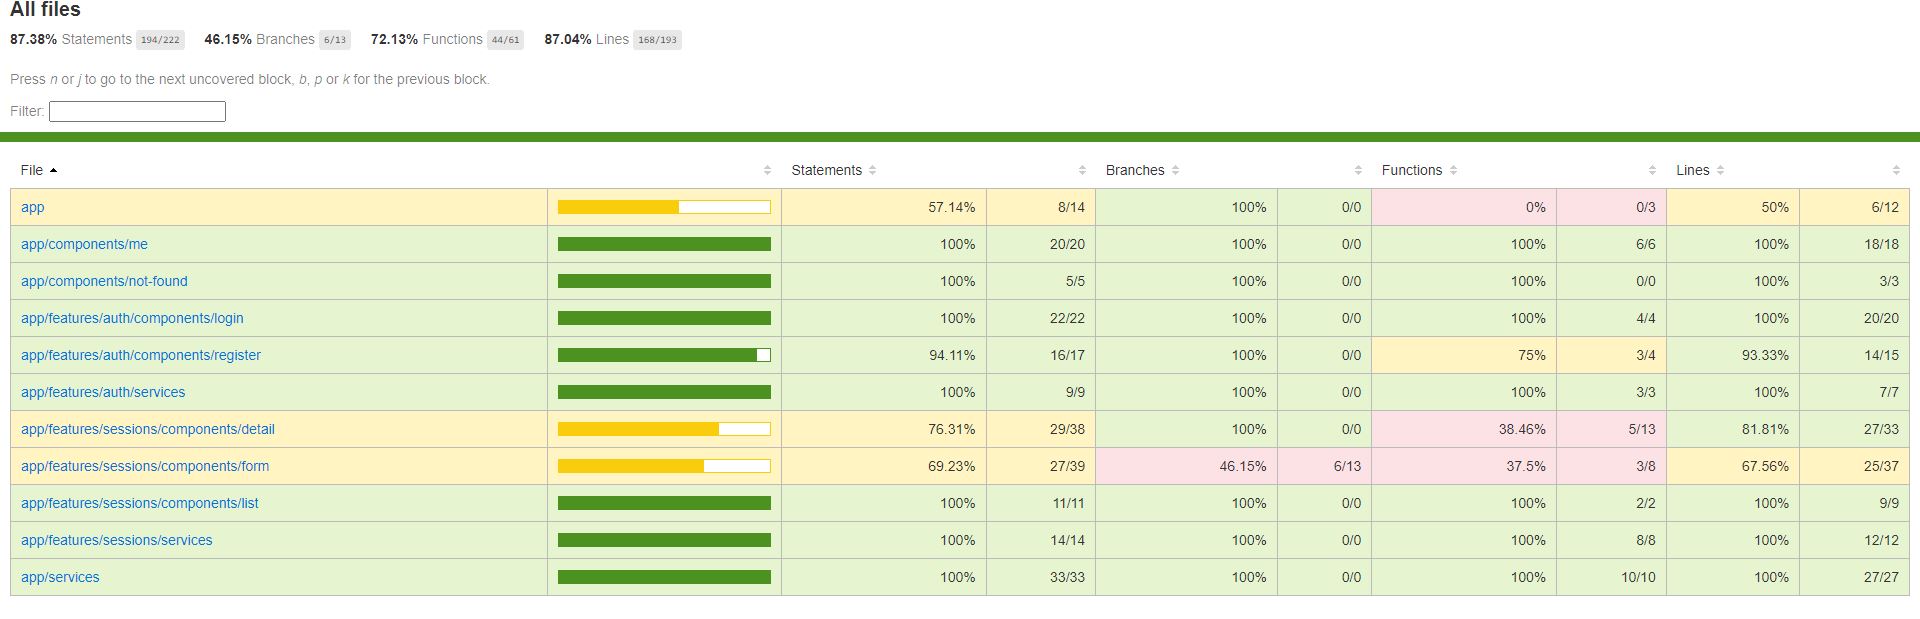 All files
87.38% Statements 194/222 46.15% Branches 6/13 72.13% Functions 44/61 87.04% Lines 168/193
Press n or j to go to the next uncovered block, b, p or k for the previous block.
Filter:
File Statements Branches Functions Lines
app 57.14% 8/14 100% 0/0 0% 0/3 50% 6/12
app/components/me 100% 20/20 100% 0/0 100% 6/6 100% 18/18
app/components/not-found 100% 5/5 100% 0/0 100% 0/0 100% 3/3
app/features/auth/components/login 100% 22/22 100% 0/0 100% 4/4 100% 20/20
app/features/auth/components/register 94.11% 16/17 100% 0/0 75% 3/4 93.33% 14/15
app/features/auth/services 100% 9/9 100% 0/0 100% 3/3 100% 7/7
app/features/sessions/components/detail 76.31% 29/38 100% 0/0 38.46% 5/13 81.81% 27/33
app/features/sessions/components/form 69.23% 27/39 46.15% 6/13 37.5% 3/8 67.56% 25/37
app/features/sessions/components/list 100% 11/11 100% 0/0 100% 2/2 100% 9/9
app/features/sessions/services 100% 14/14 100% 0/0 100% 8/8 100% 12/12
app/services 100% 33/33 100% 0/0 100% 10/10 100% 27/27